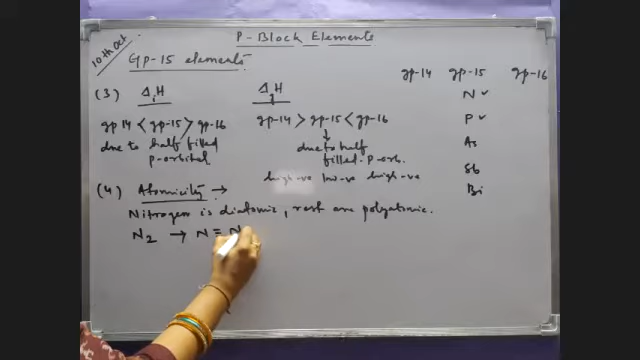 P-Block Elements
10th Oct
Gp-15 elements.
gp-14 gp-15 gp-16
(3) ΔiH
N ✓
P ✓
As
Sb
Bi
gp 14 < gp-15 > gp-16
due to half filled
p-orbital
gp-14 > gp-15 < gp-16
↓
due to half
filled-p-orb.
high-ve low-ve high-ve
(4) Atomicity →
Nitrogen is diatomic, rest are polyatomic.
N2 → N = N